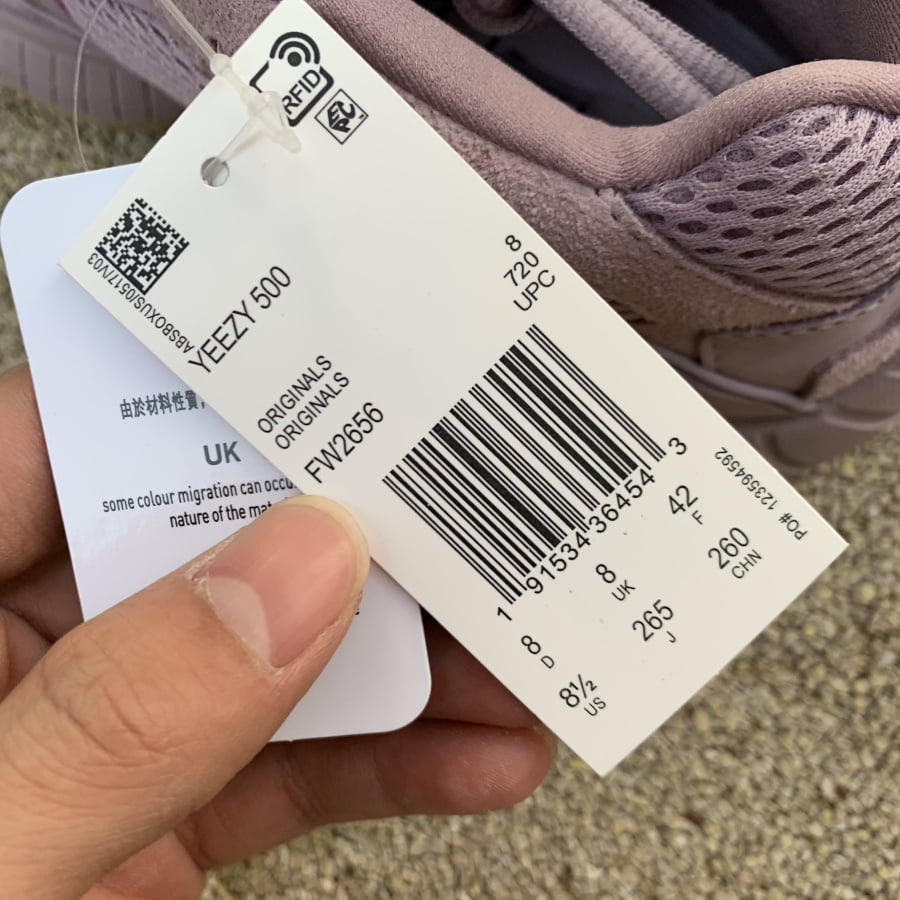 RFID
EPC
ABSBOXUS/0517/V03
YEEZY 500
ORIGINALS
ORIGINALS
FW2656
8
720
UPC
1 91534 36454 3
8
D
8
UK
42
F
8½
US
265
J
260
CHN
PO# 123594592
由於材料性質
UK
some colour migration can occu
nature of the mat